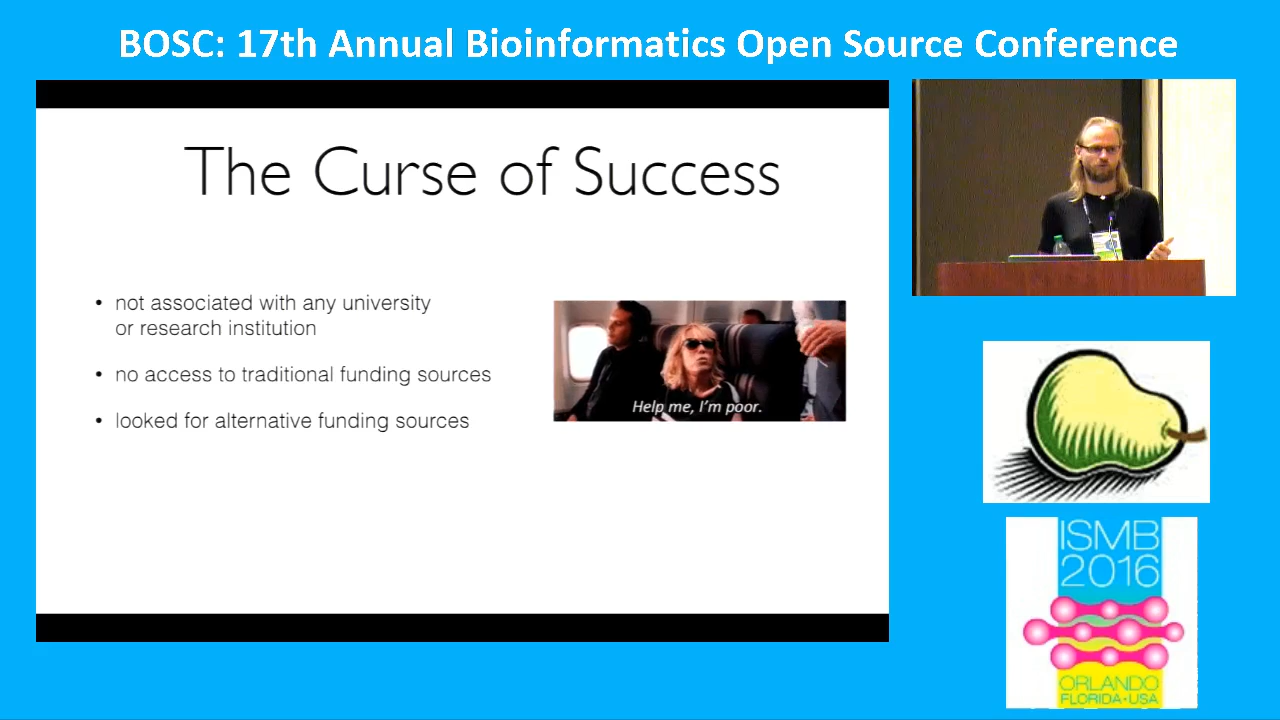 BOSC: 17th Annual Bioinformatics Open Source Conference
The Curse of Success
• not associated with any university
or research institution
• no access to traditional funding sources
• looked for alternative funding sources
Help me, I'm poor.
ISMB
2016
ORLANDO
FLORIDA • USA